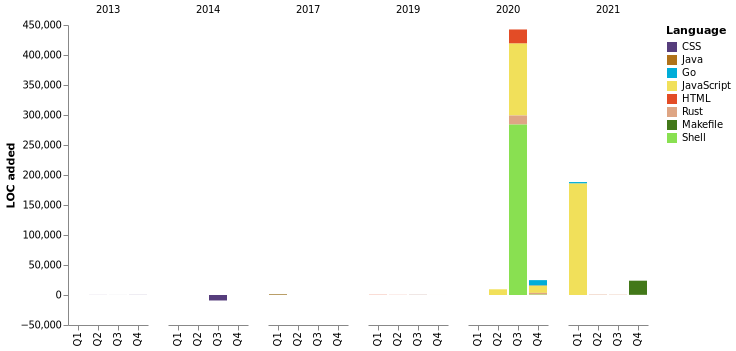 2013 2014 2017 2019 2020 2021
450,000
400,000
350,000
300,000
250,000
200,000
150,000
100,000
50,000
0
−50,000
LOC added
Q1 Q2 Q3 Q4 Q1 Q2 Q3 Q4 Q1 Q2 Q3 Q4 Q1 Q2 Q3 Q4 Q1 Q2 Q3 Q4 Q1 Q2 Q3 Q4
Language
CSS
Java
Go
JavaScript
HTML
Rust
Makefile
Shell